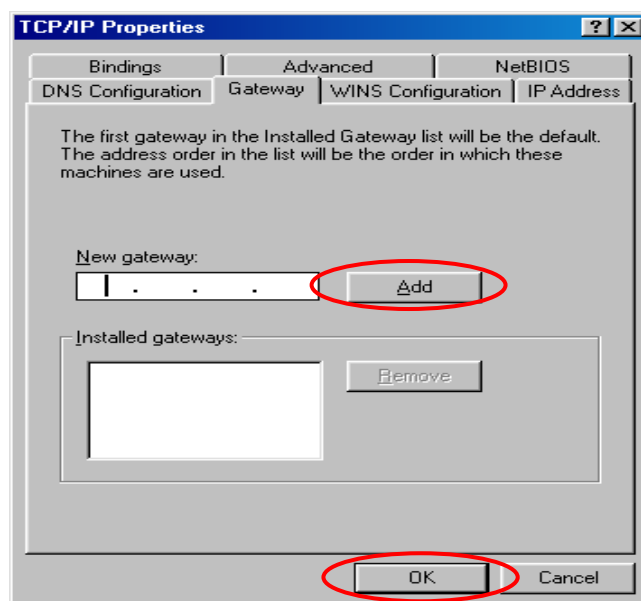 TCP/IP Properties
Bindings Advanced NetBIOS
DNS Configuration Gateway WINS Configuration IP Address
The first gateway in the Installed Gateway list will be the default.
The address order in the list will be the order in which these
machines are used.
New gateway:
. . . Add
Installed gateways:
Remove
OK Cancel